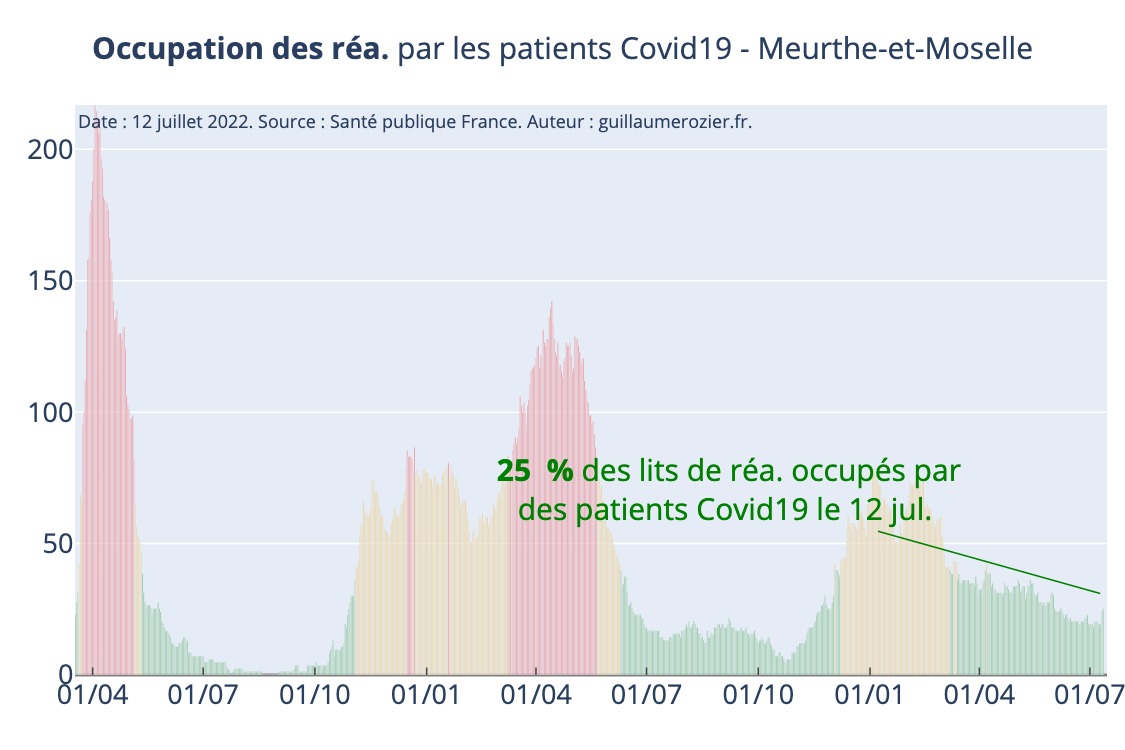 Occupation des réa. par les patients Covid19 - Meurthe-et-Moselle
Date : 12 juillet 2022. Source : Santé publique France. Auteur : guillaumerozier.fr.
200
150
100
25 % des lits de réa. occupés par
des patients Covid19 le 12 jul.
50
0
01/04 01/07 01/10 01/01 01/04 01/07 01/10 01/01 01/04 01/07